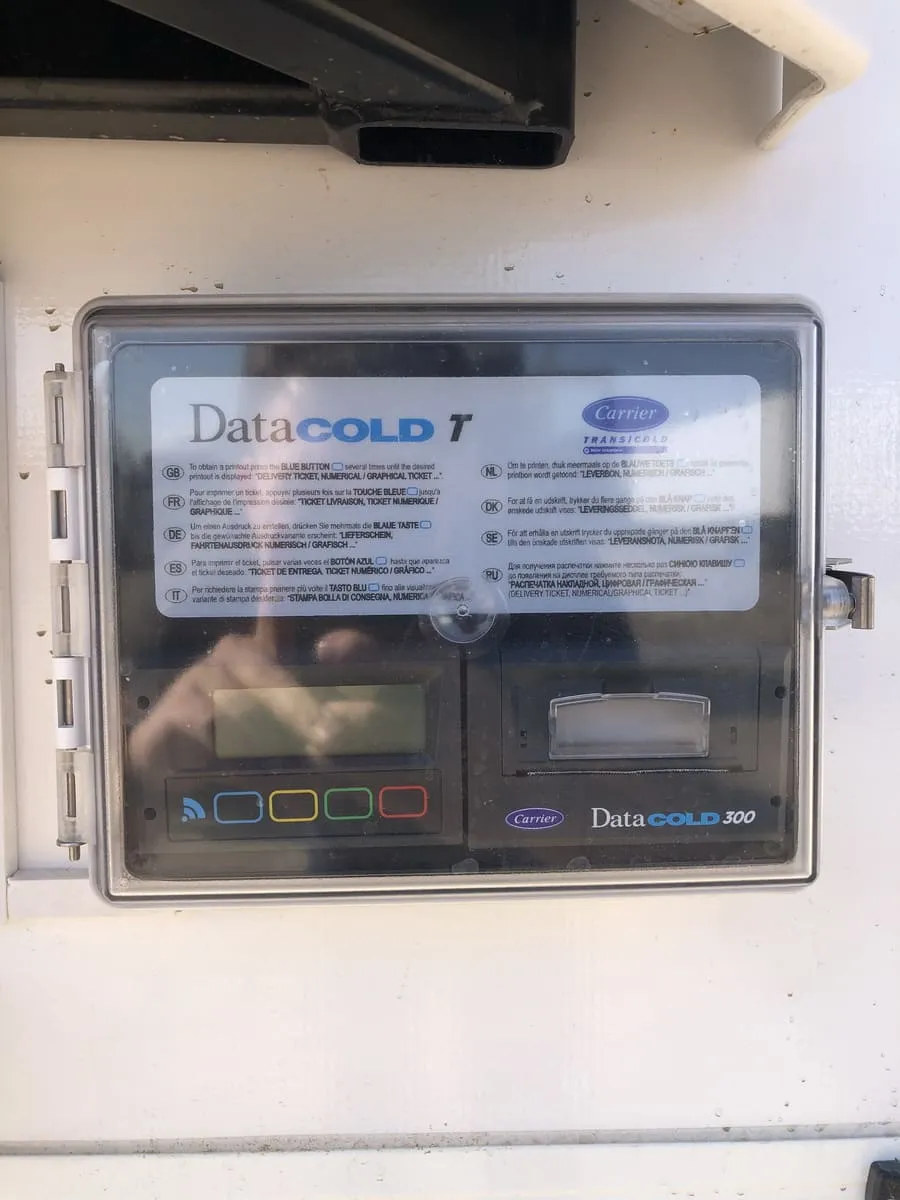 DataCOLD T
Carrier
TRANSICOLD
GB To obtain a printout press the BLUE BUTTON several times until the desired
printout is displayed: "DELIVERY TICKET, NUMERICAL / GRAPHICAL TICKET ...".
FR Pour imprimer un ticket, appuyer plusieurs fois sur la TOUCHE BLEUE jusqu'à
l'affichage de l'impression désirée: "TICKET LIVRAISON, TICKET NUMERIQUE /
GRAPHIQUE ..."
DE Um einen Ausdruck zu erstellen, drücken Sie mehrmals die BLAUE TASTE
bis die gewünschte Ausdruckvariante erscheint: "LIEFERSCHEIN,
FAHRTENAUSDRUCK NUMERISCH / GRAFISCH ..."
ES Para imprimir el ticket, pulsar varias veces el BOTÓN AZUL hasta que aparezca
el ticket deseado: "TICKET DE ENTREGA, TICKET NUMÉRICO / GRÁFICO ..."
IT Per richiedere la stampa premere più volte il TASTO BLU fino alla
variante di stampa desiderata: "STAMPA BOLLA DI CONSEGNA,
NL Om te printen, druk meermaals op de BLAUWE TOETS
printbon wordt getoond: "LEVERBON, NUMERISCH / GRAFISCH ..."
DK For at få en udskrift, trykker du flere gange på den BLÅ KNAP
ønskede udskrift vises: "LEVERINGSSEDDEL, NUMERISK / GRAFISK ..."
SE För att erhålla en utskrift trycker du upprepade gånger på den BLÅ KNAPPEN
tills den önskade utskriften visas: "LEVERANSNOTA, NUMERISK / GRAFISK ..."
RU Для получения распечатки нажмите несколько раз СИНЮЮ КЛАВИШУ
до появления на дисплее требуемого типа распечатки:
"РАСПЕЧАТКА НАКЛАДНОЙ, ЦИФРОВАЯ / ГРАФИЧЕСКАЯ ..."
(DELIVERY TICKET, NUMERICAL/GRAPHICAL TICKET ...)"
Carrier
DataCOLD 300